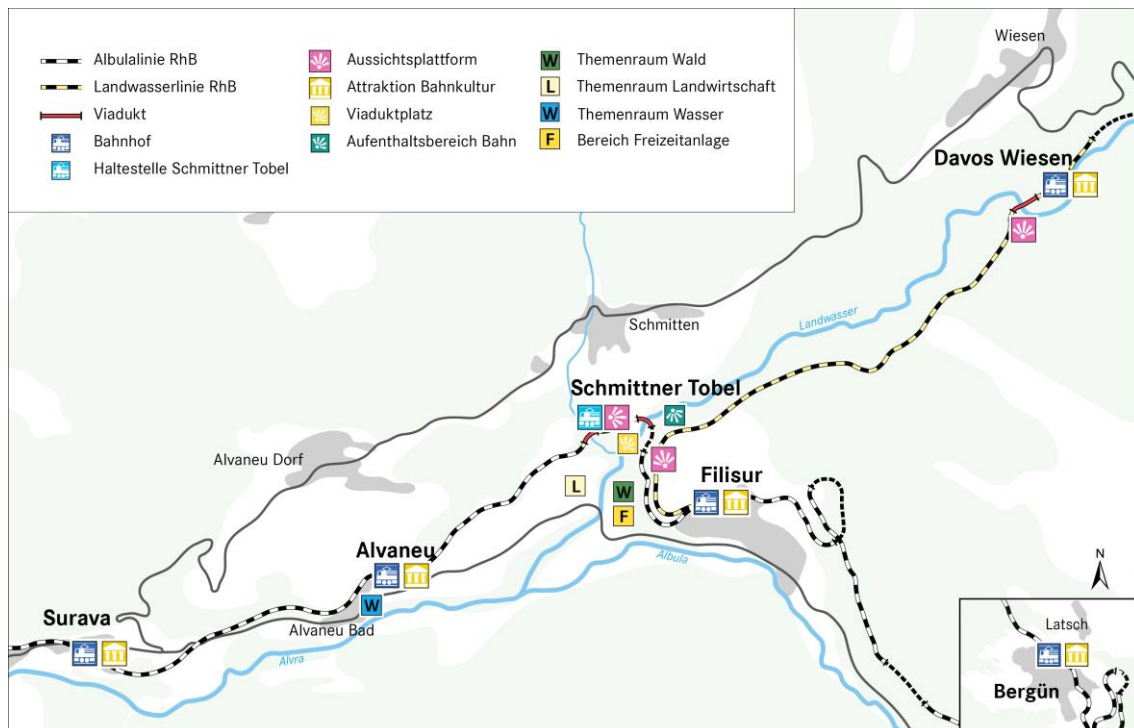 Albulalinie RhB
Landwasserlinie RhB
Viadukt
Bahnhof
Haltestelle Schmittner Tobel
Aussichtsplattform
Attraktion Bahnkultur
Viaduktplatz
Aufenthaltsbereich Bahn
W Themenraum Wald
L Themenraum Landwirtschaft
W Themenraum Wasser
F Bereich Freizeitanlage
Wiesen
Davos Wiesen
Landwasser
Schmitten
Schmittner Tobel
Alvaneu Dorf
L
W
F
Filisur
Albula
Alvaneu
W
Alvaneu Bad
Surava
Alvra
N
Latsch
Bergün